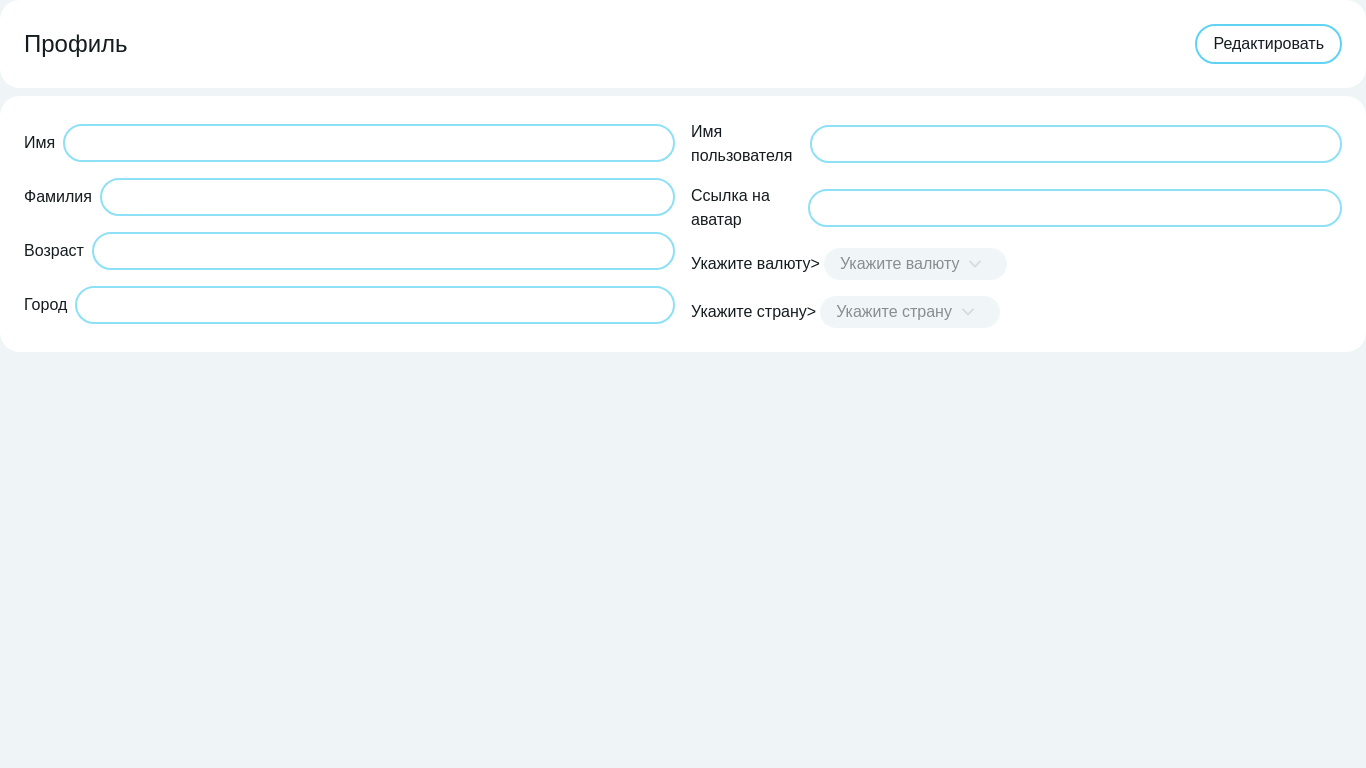 Профиль
Редактировать
Имя
Фамилия
Возраст
Город
Имя
пользователя
Ссылка на
аватар
Укажите валюту> Укажите валюту
Укажите страну> Укажите страну